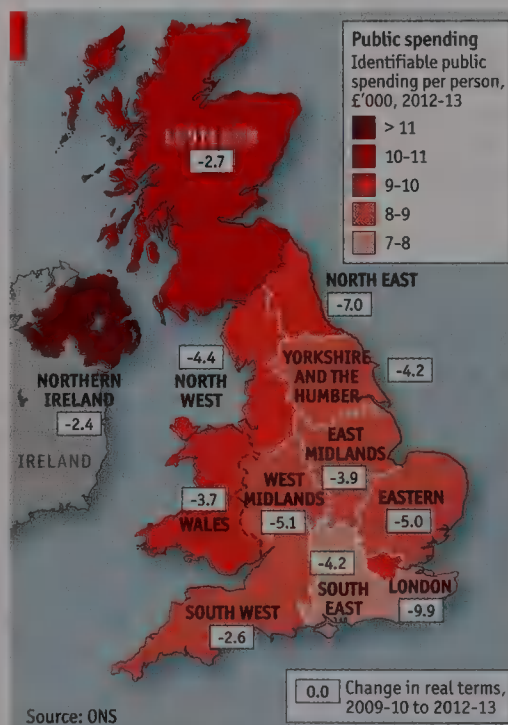 Public spending
Identifiable public
spending per person,
£'000, 2012-13
> 11
10-11
9-10
8-9
7-8
SCOTLAND
-2.7
NORTH EAST
-7.0
-4.4
NORTH
WEST
YORKSHIRE
AND THE
HUMBER
-4.2
NORTHERN
IRELAND
-2.4
IRELAND
EAST
MIDLANDS
-3.9
WEST
MIDLANDS
-5.1
EASTERN
-5.0
-3.7
WALES
-4.2
SOUTH
EAST
LONDON
-9.9
SOUTH WEST
-2.6
0.0 Change in real terms,
2009-10 to 2012-13
Source: ONS